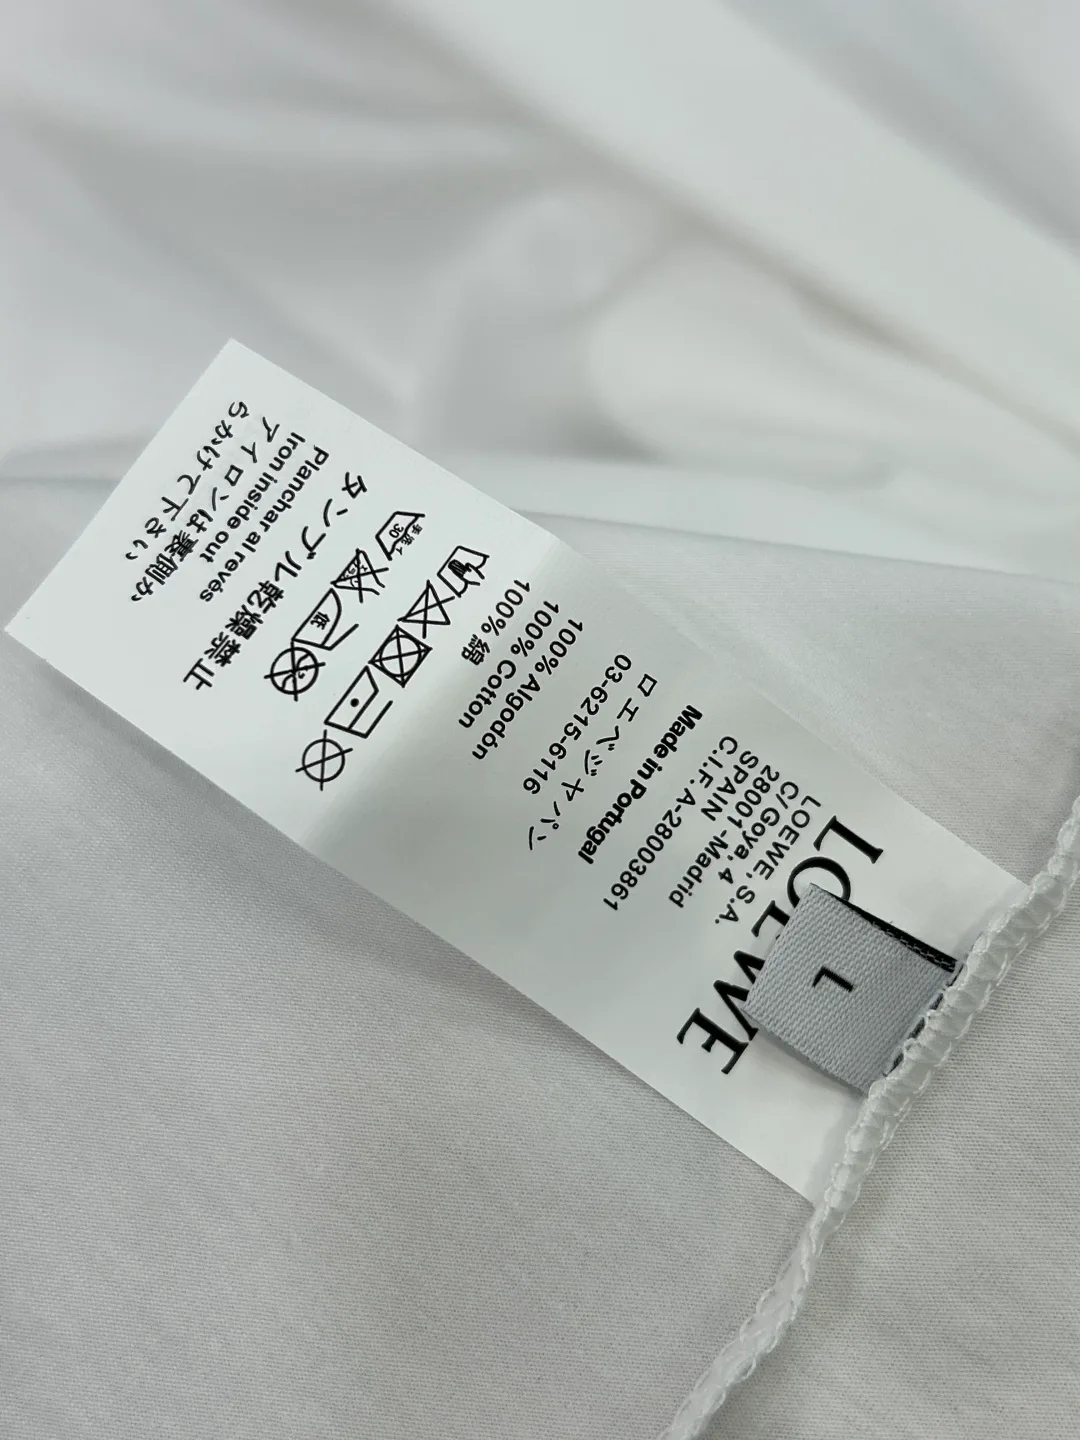 LOEWE
L
LOEWE, S.A.
C/Goya, 4
28001-Madrid
SPAIN
C.I.F.A-28003861
Made in Portugal
ロエベジャパン
03-6215-6116
100% Algodón
100% Cotton
100% 綿
30
低
タンブル乾燥禁止
Planchar al revés
Iron inside out
アイロンは裏側か
らかけて下さい